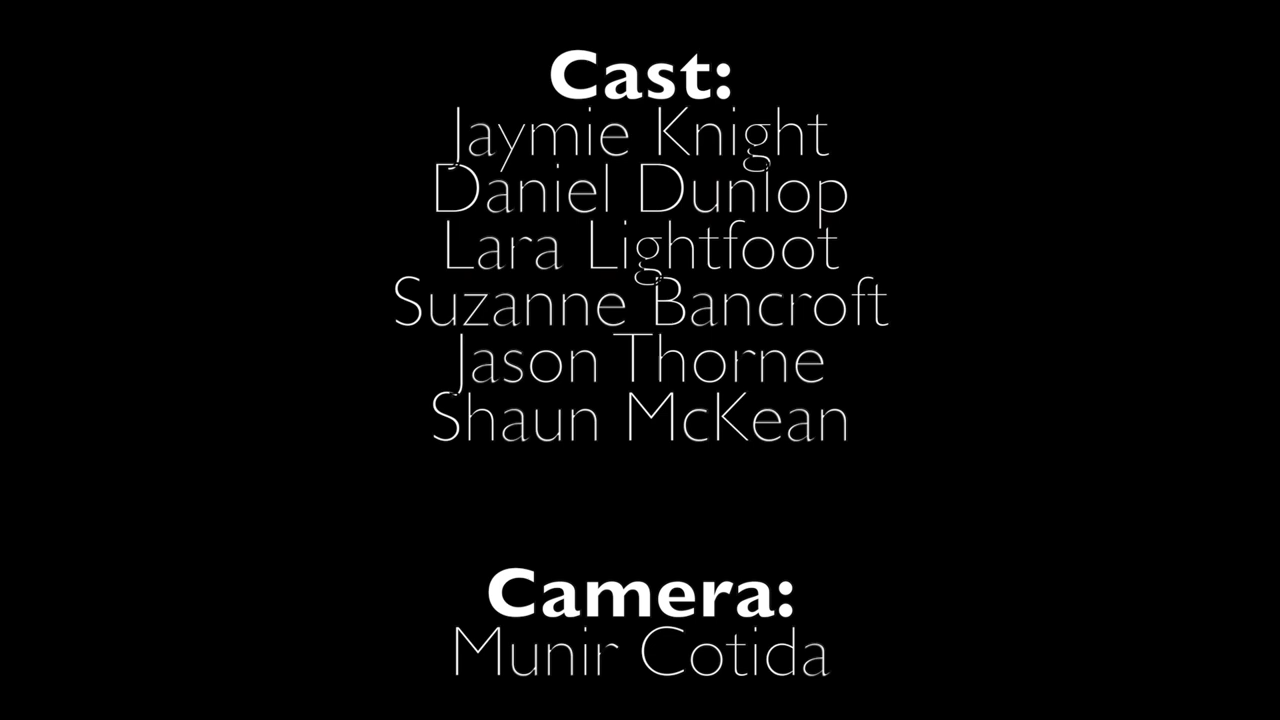 Cast:
Jaymie Knight
Daniel Dunlop
Lara Lightfoot
Suzanne Bancroft
Jason Thorne
Shaun McKean
Camera:
Munir Cotida